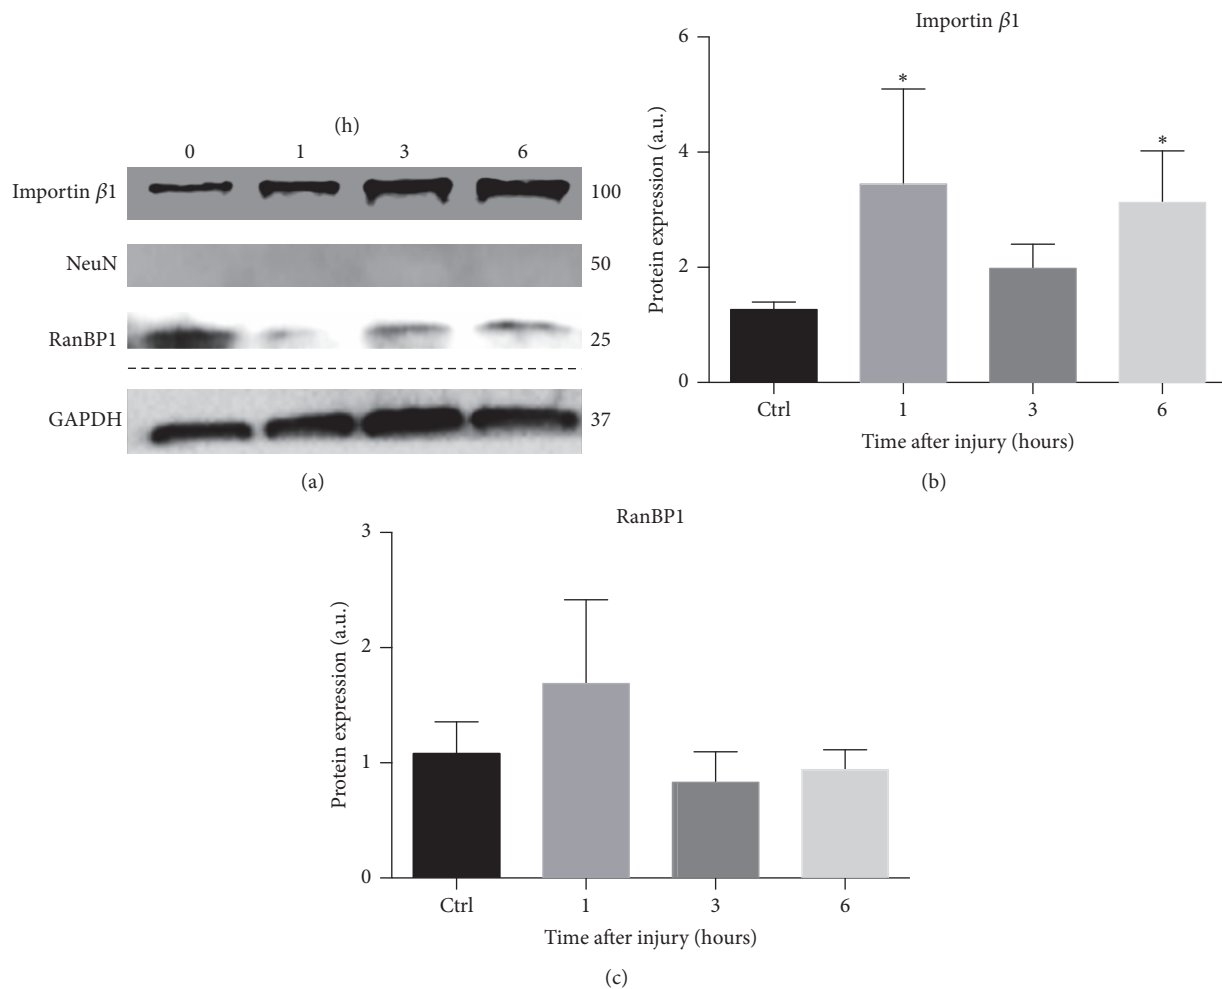 (h)
0 1 3 6
Importin β1 100
NeuN 50
RanBP1 25
GAPDH 37
(a)
Importin β1
Protein expression (a.u.)
6
4
2
0
*
*
Ctrl 1 3 6
Time after injury (hours)
(b)
RanBP1
Protein expression (a.u.)
3
2
1
0
Ctrl 1 3 6
Time after injury (hours)
(c)